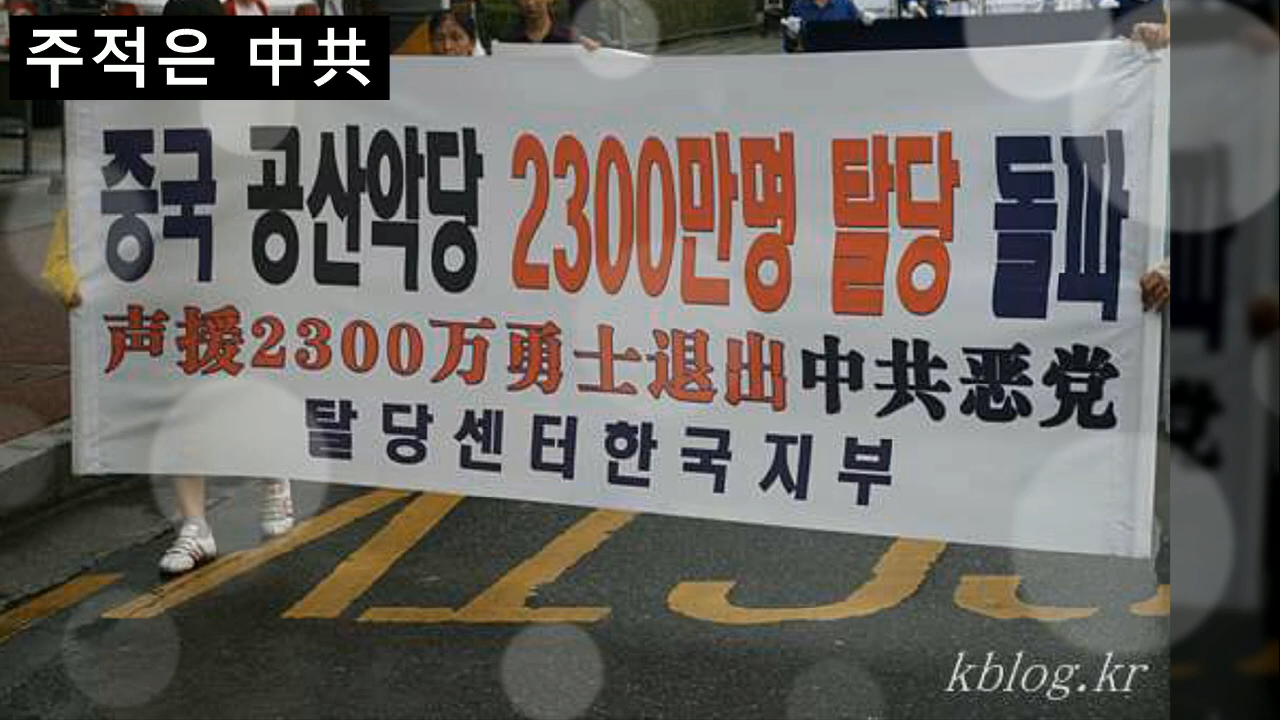 주적은 中共
중국 공산악당 2300만명 탈당 돌파
声援2300万勇士退出中共恶党
탈당센터한국지부
kblog.kr